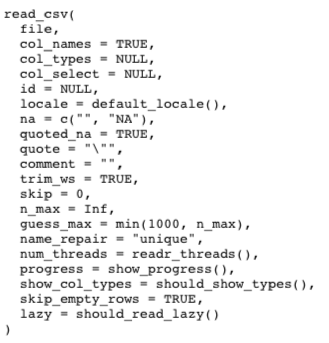 read_csv(
  file,
  col_names = TRUE,
  col_types = NULL,
  col_select = NULL,
  id = NULL,
  locale = default_locale(),
  na = c("", "NA"),
  quoted_na = TRUE,
  quote = "\"",
  comment = "",
  trim_ws = TRUE,
  skip = 0,
  n_max = Inf,
  guess_max = min(1000, n_max),
  name_repair = "unique",
  num_threads = readr_threads(),
  progress = show_progress(),
  show_col_types = should_show_types(),
  skip_empty_rows = TRUE,
  lazy = should_read_lazy()
)